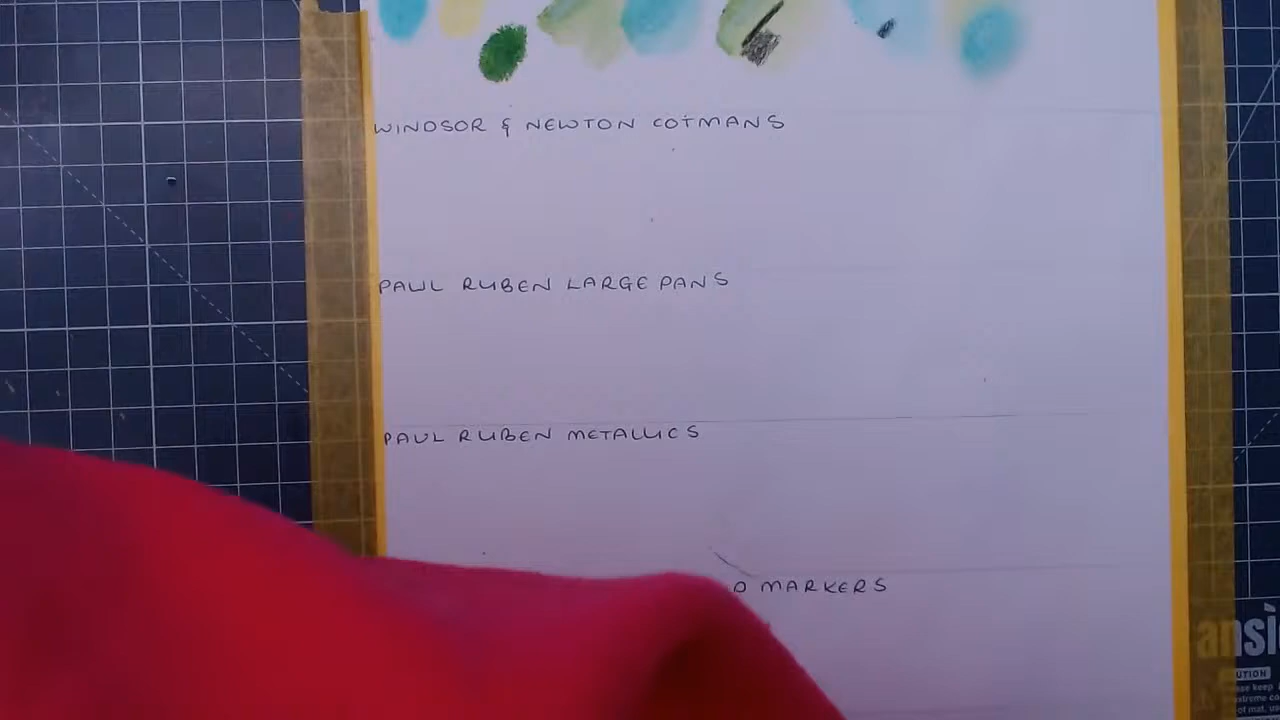 WINDSOR & NEWTON COTMANS
PAUL RUBEN LARGE PANS
PAUL RUBEN METALLICS
MARKERS